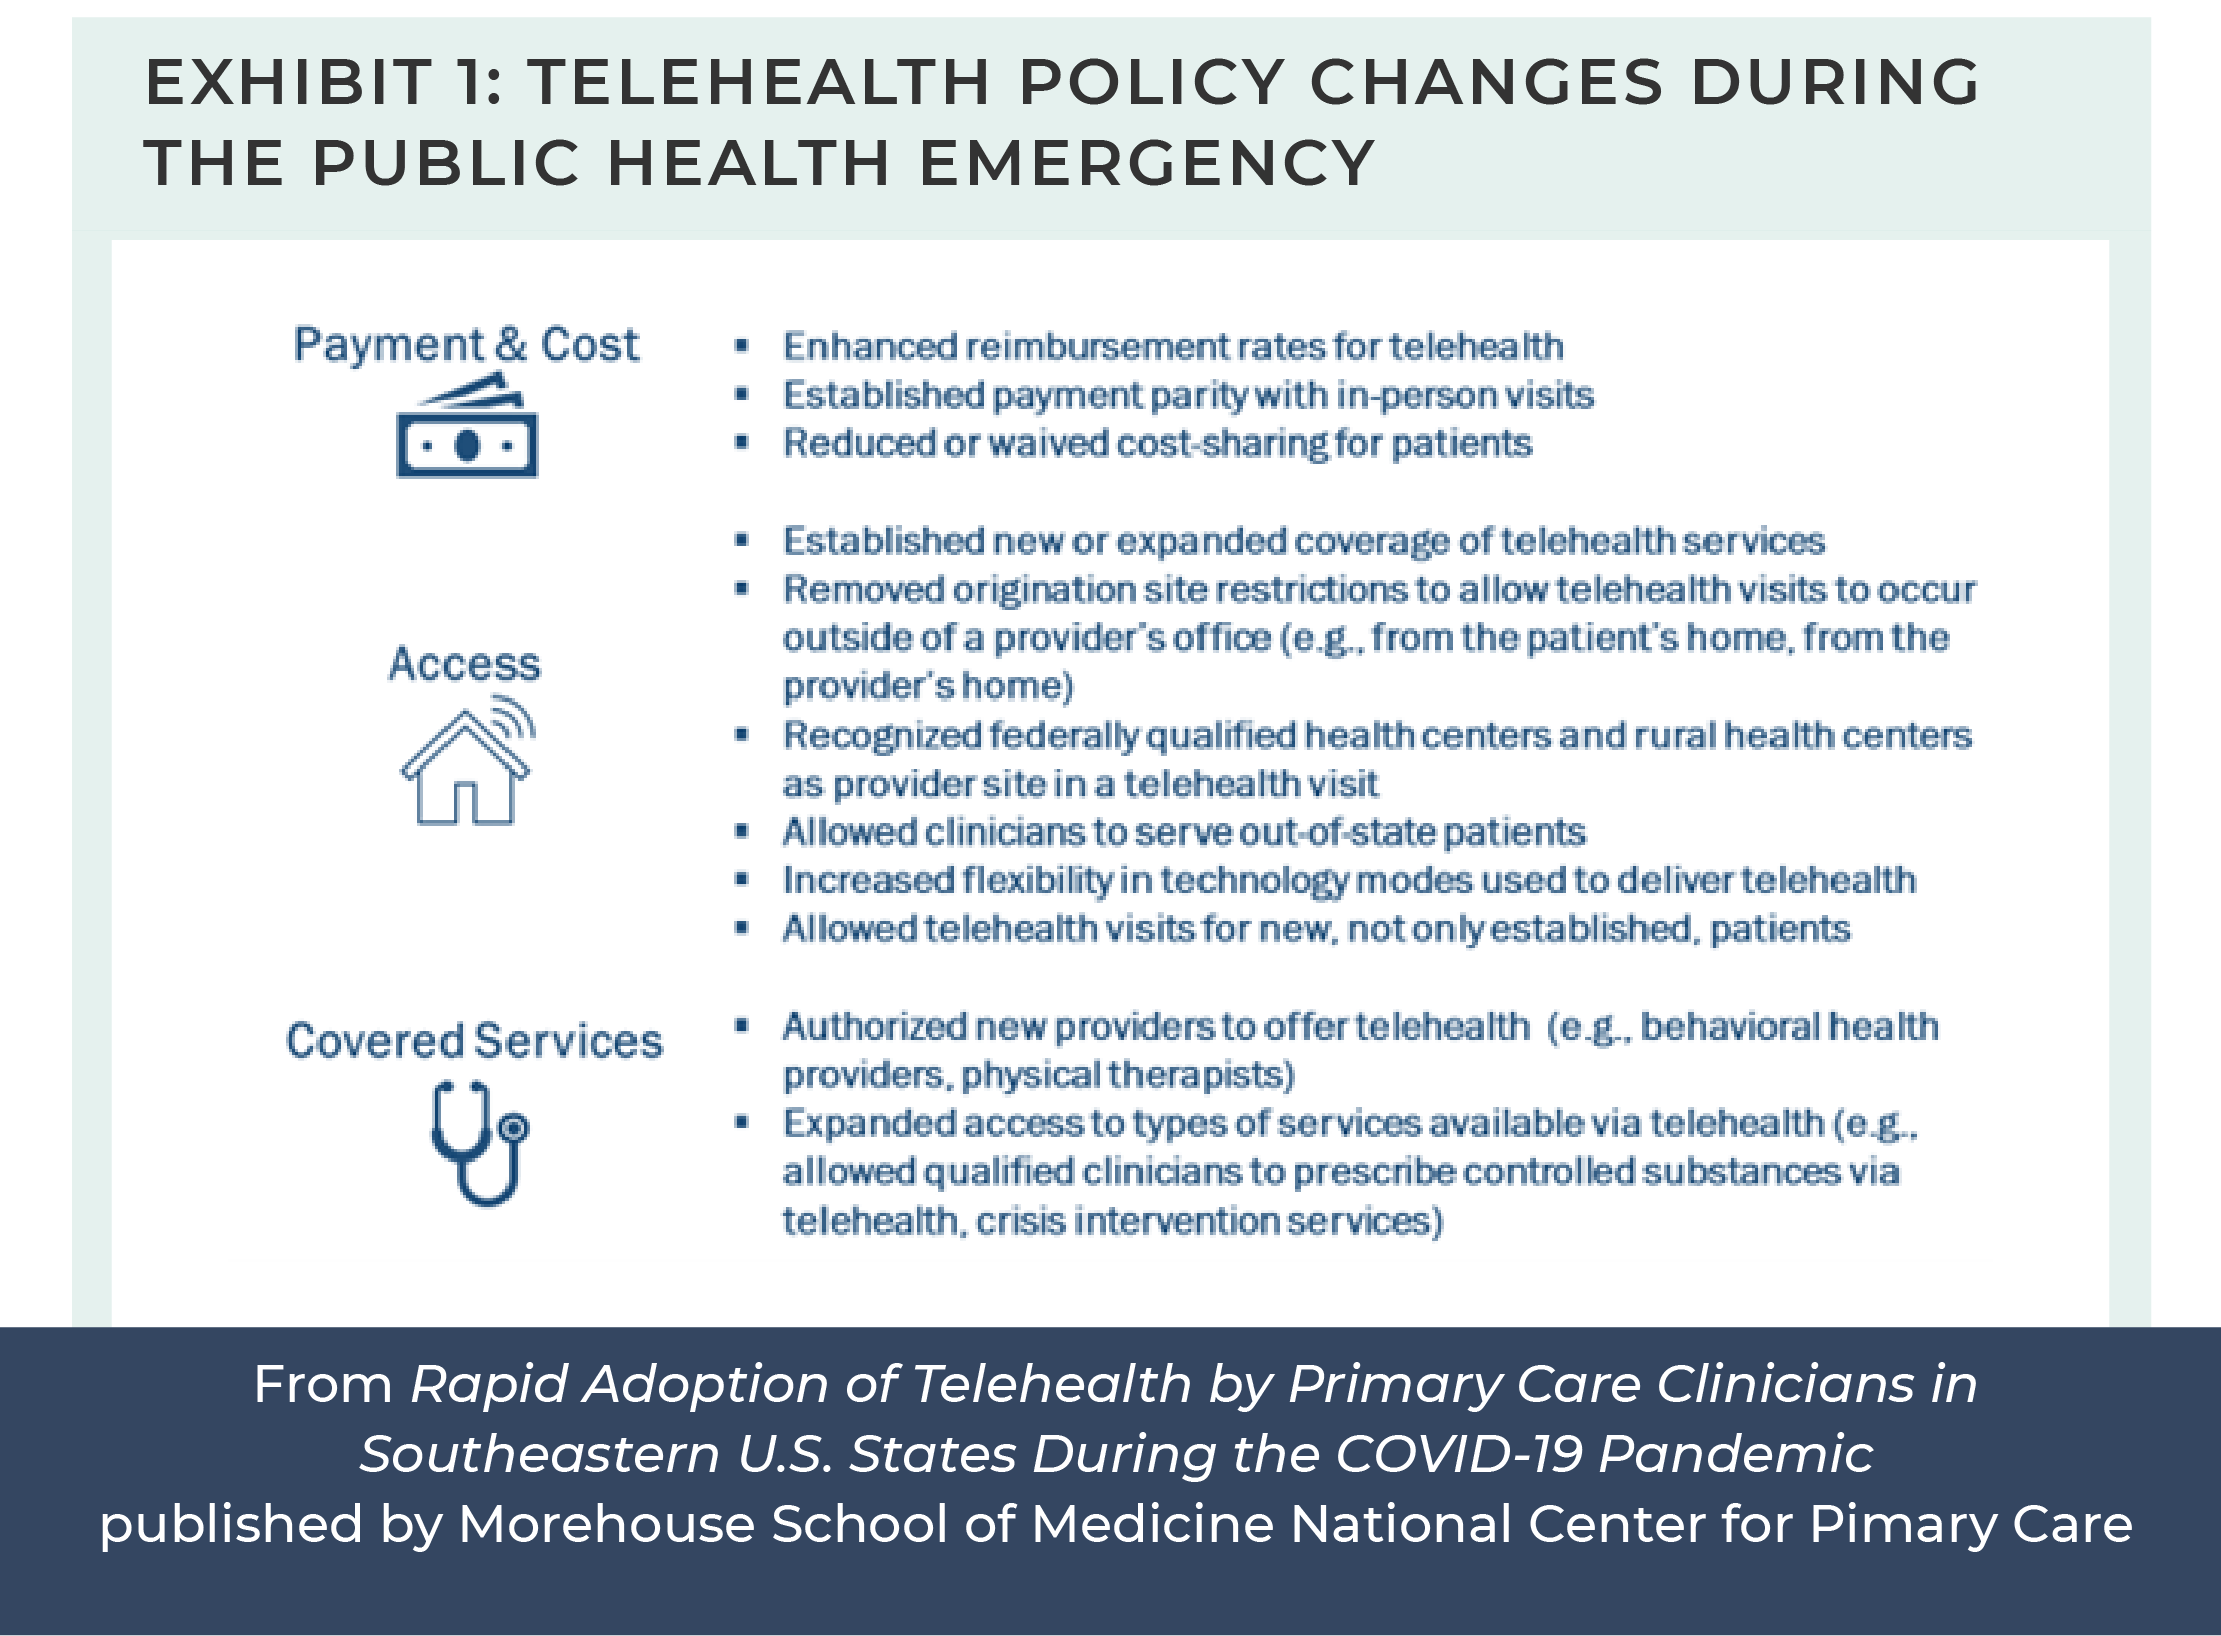 EXHIBIT 1: TELEHEALTH POLICY CHANGES DURING
THE PUBLIC HEALTH EMERGENCY
Payment & Cost
▪ Enhanced reimbursement rates for telehealth
▪ Established payment parity with in-person visits
▪ Reduced or waived cost-sharing for patients
Access
▪ Established new or expanded coverage of telehealth services
▪ Removed origination site restrictions to allow telehealth visits to occur
outside of a provider's office (e.g., from the patient's home, from the
provider's home)
▪ Recognized federally qualified health centers and rural health centers
as provider site in a telehealth visit
▪ Allowed clinicians to serve out-of-state patients
▪ Increased flexibility in technology modes used to deliver telehealth
▪ Allowed telehealth visits for new, not only established, patients
Covered Services
▪ Authorized new providers to offer telehealth (e.g., behavioral health
providers, physical therapists)
▪ Expanded access to types of services available via telehealth (e.g.,
allowed qualified clinicians to prescribe controlled substances via
telehealth, crisis intervention services)
From Rapid Adoption of Telehealth by Primary Care Clinicians in
Southeastern U.S. States During the COVID-19 Pandemic
published by Morehouse School of Medicine National Center for Pimary Care